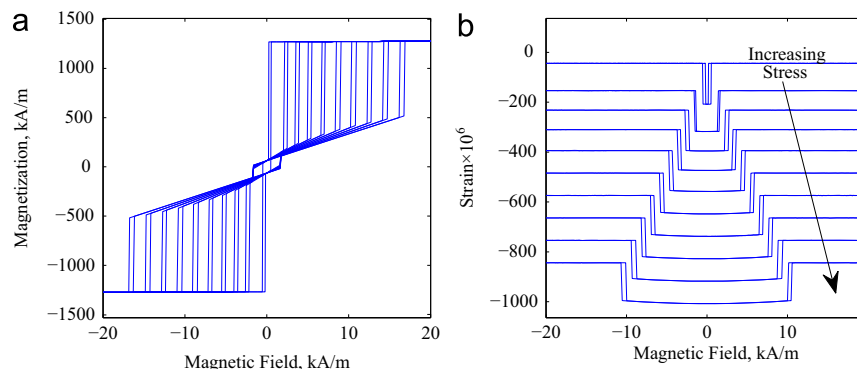 a
1500
1000
500
0
−500
−1000
−1500
Magnetization, kA/m
−20
−10
0
10
20
Magnetic Field, kA/m
b
0
−200
−400
−600
−800
−1000
Strain×10⁶
Increasing
Stress
−20
−10
0
10
Magnetic Field, kA/m